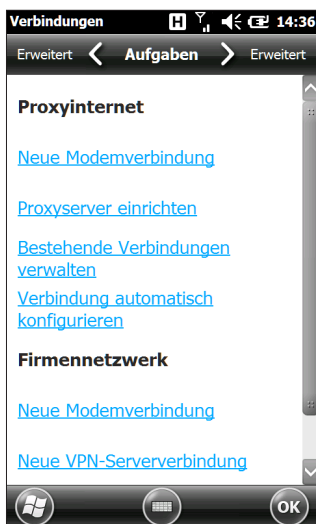 Verbindungen H 14:36
Erweitert Aufgaben Erweitert
Proxyinternet
Neue Modemverbindung
Proxyserver einrichten
Bestehende Verbindungen
verwalten
Verbindung automatisch
konfigurieren
Firmennetzwerk
Neue Modemverbindung
Neue VPN-Serververbindung
OK